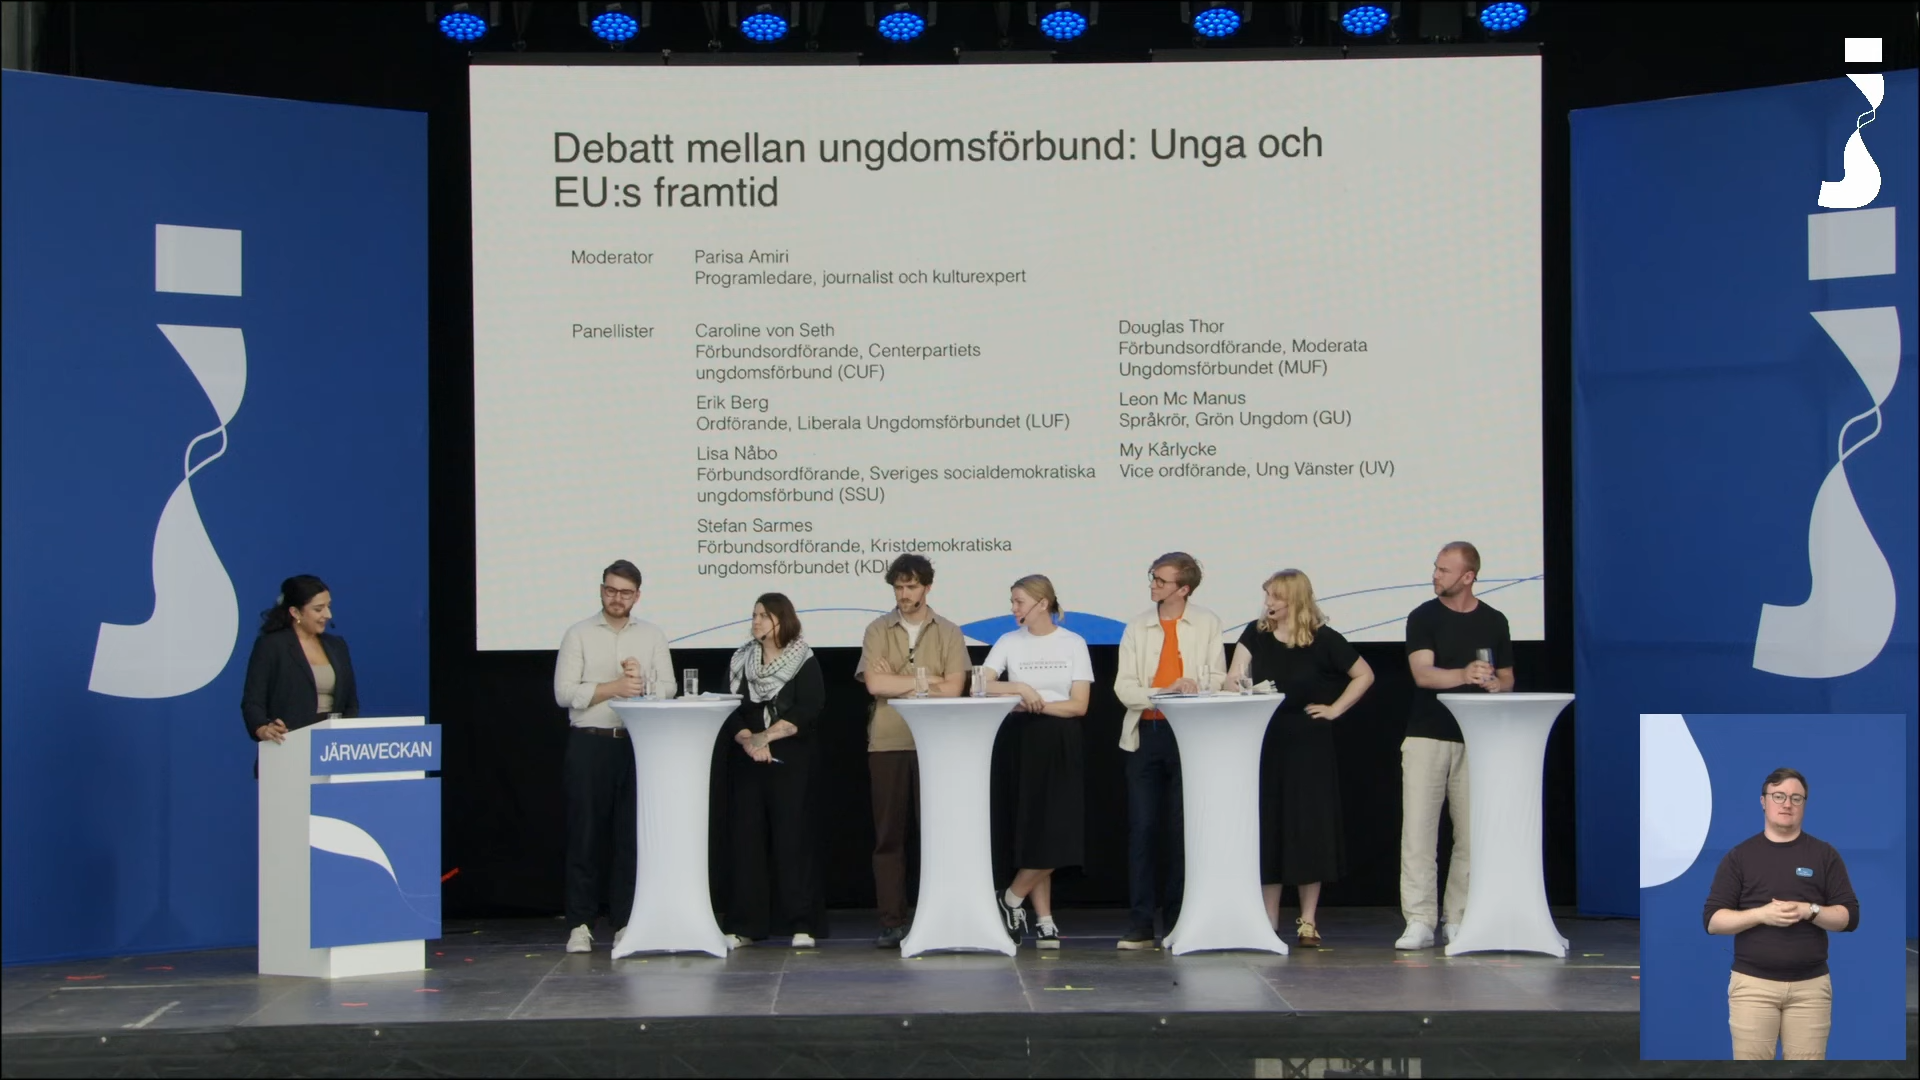 Debatt mellan ungdomsförbund: Unga och
EU:s framtid
Moderator
Parisa Amiri
Programledare, journalist och kulturexpert
Panellister
Caroline von Seth
Förbundsordförande, Centerpartiets
ungdomsförbund (CUF)
Erik Berg
Ordförande, Liberala Ungdomsförbundet (LUF)
Lisa Nåbo
Förbundsordförande, Sveriges socialdemokratiska
ungdomsförbund (SSU)
Stefan Sarmes
Förbundsordförande, Kristdemokratiska
ungdomsförbundet (KDU
Douglas Thor
Förbundsordförande, Moderata
Ungdomsförbundet (MUF)
Leon Mc Manus
Språkrör, Grön Ungdom (GU)
My Kårlycke
Vice ordförande, Ung Vänster (UV)
JÄRVAVECKAN